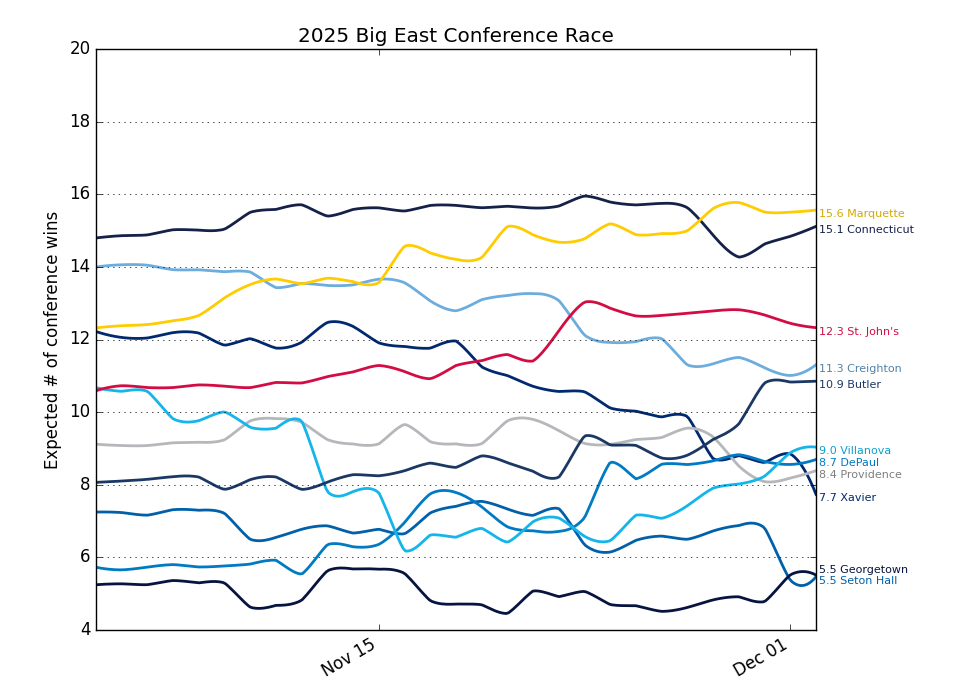 2025 Big East Conference Race
Expected # of conference wins
20
18
16
14
12
10
8
6
4
Nov 15
Dec 01
15.6 Marquette
15.1 Connecticut
12.3 St. John's
11.3 Creighton
10.9 Butler
9.0 Villanova
8.7 DePaul
8.4 Providence
7.7 Xavier
5.5 Georgetown
5.5 Seton Hall